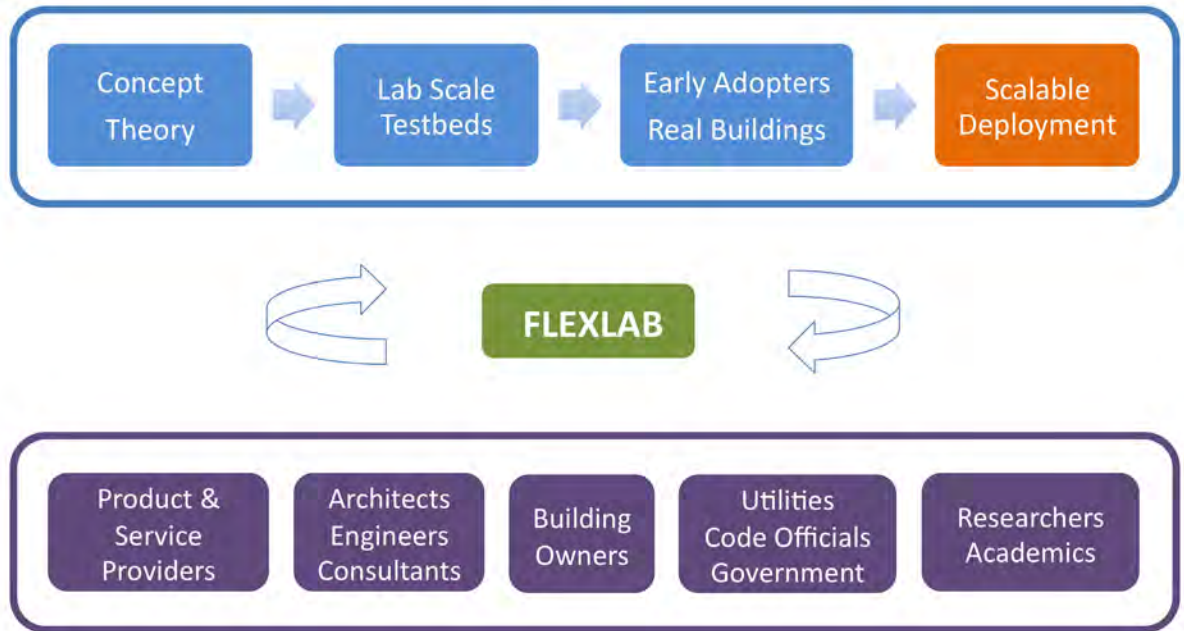 Concept
Theory
Lab Scale
Testbeds
Early Adopters
Real Buildings
Scalable
Deployment
FLEXLAB
Product &
Service
Providers
Architects
Engineers
Consultants
Building
Owners
Utilities
Code Officials
Government
Researchers
Academics